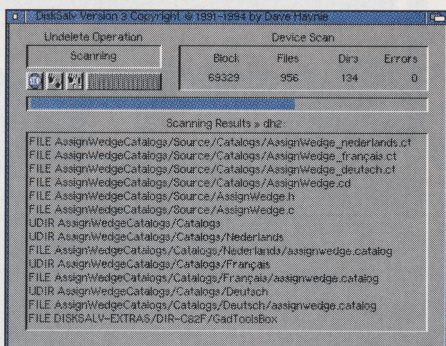 DiskSalv Version 3 Copyright © 1991-1994 by Dave Haynie
Undelete Operation
Scanning
Device Scan
Block Files Dirs Errors
69329 956 134 0
Scanning Results » dh2:
FILE AssignWedgeCatalogs/Source/Catalogs/AssignWedge_nederlands.ct
FILE AssignWedgeCatalogs/Source/Catalogs/AssignWedge_français.ct
FILE AssignWedgeCatalogs/Source/Catalogs/AssignWedge_deutsch.ct
FILE AssignWedgeCatalogs/Source/Catalogs/AssignWedge.cd
FILE AssignWedgeCatalogs/Source/AssignWedge.h
FILE AssignWedgeCatalogs/Source/AssignWedge.c
UDIR AssignWedgeCatalogs/Catalogs
UDIR AssignWedgeCatalogs/Catalogs/Nederlands
FILE AssignWedgeCatalogs/Catalogs/Nederlands/assignwedge.catalog
UDIR AssignWedgeCatalogs/Catalogs/Français
FILE AssignWedgeCatalogs/Catalogs/Français/assignwedge.catalog
UDIR AssignWedgeCatalogs/Catalogs/Deutsch
FILE AssignWedgeCatalogs/Catalogs/Deutsch/assignwedge.catalog
FILE DISKSALV-EXTRAS/DIR-C82F/GadToolsBox